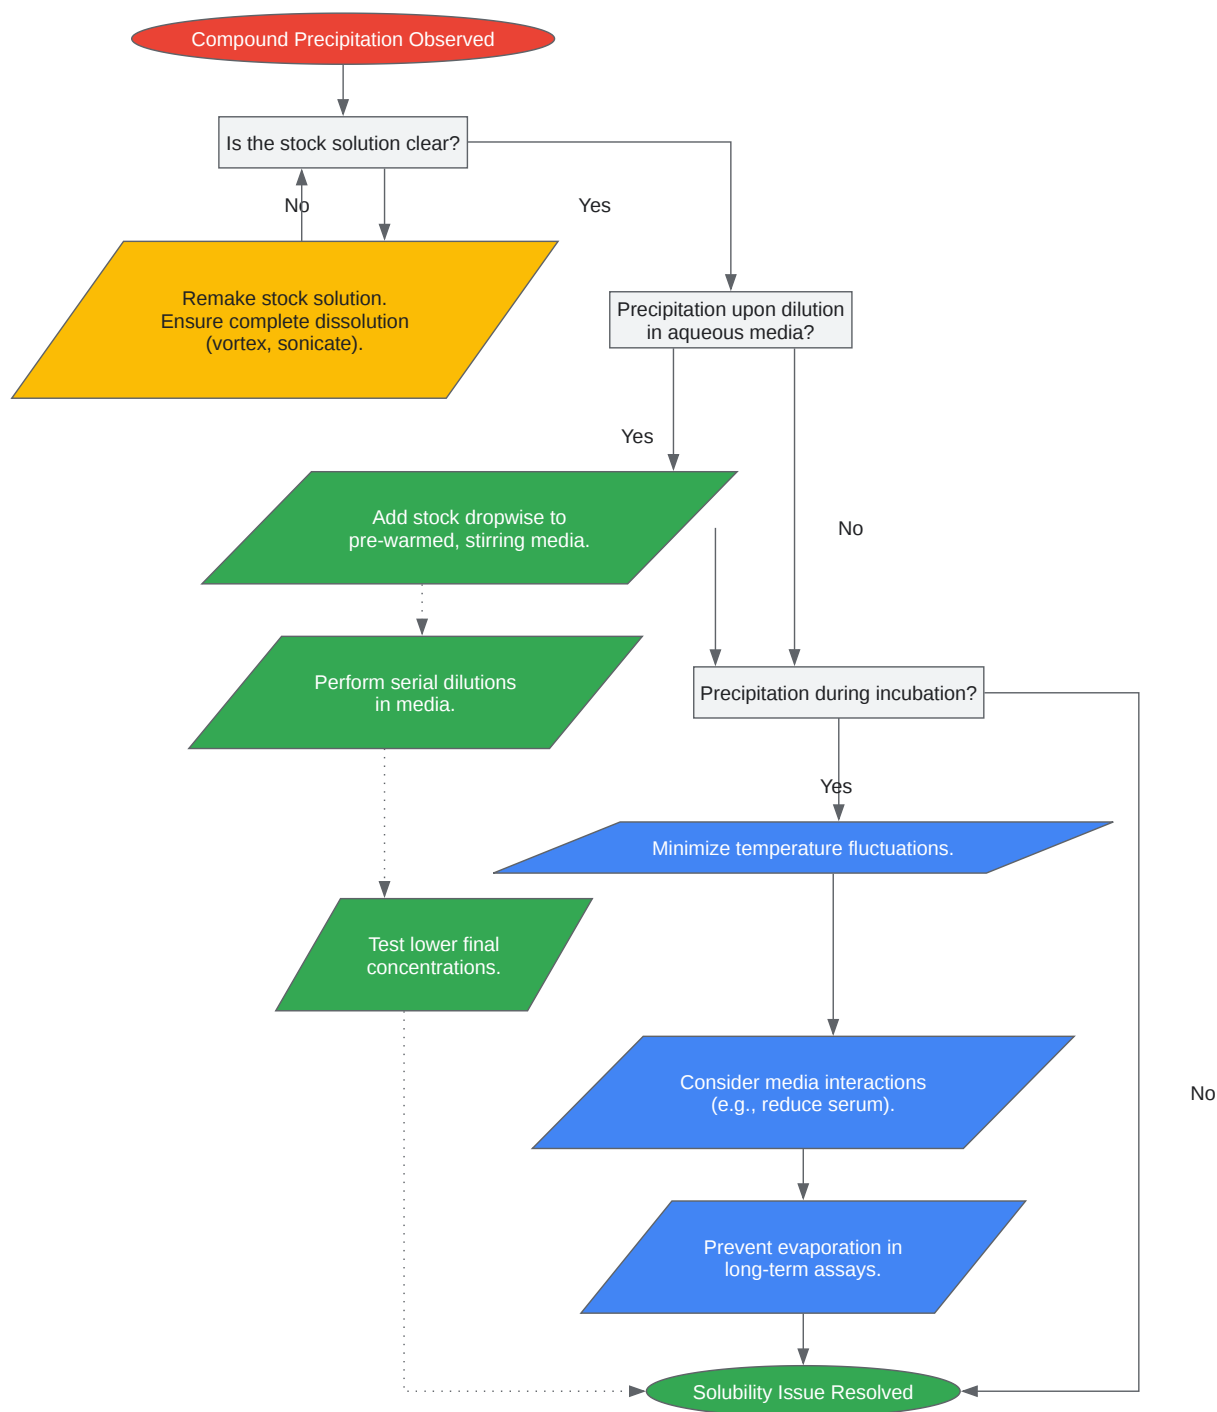 Compound Precipitation Observed
Is the stock solution clear?
No
Yes
Remake stock solution.
Ensure complete dissolution
(vortex, sonicate).
Precipitation upon dilution
in aqueous media?
Yes
Add stock dropwise to
pre-warmed, stirring media.
No
Perform serial dilutions
in media.
Precipitation during incubation?
Yes
Minimize temperature fluctuations.
Test lower final
concentrations.
Consider media interactions
(e.g., reduce serum).
No
Prevent evaporation in
long-term assays.
Solubility Issue Resolved